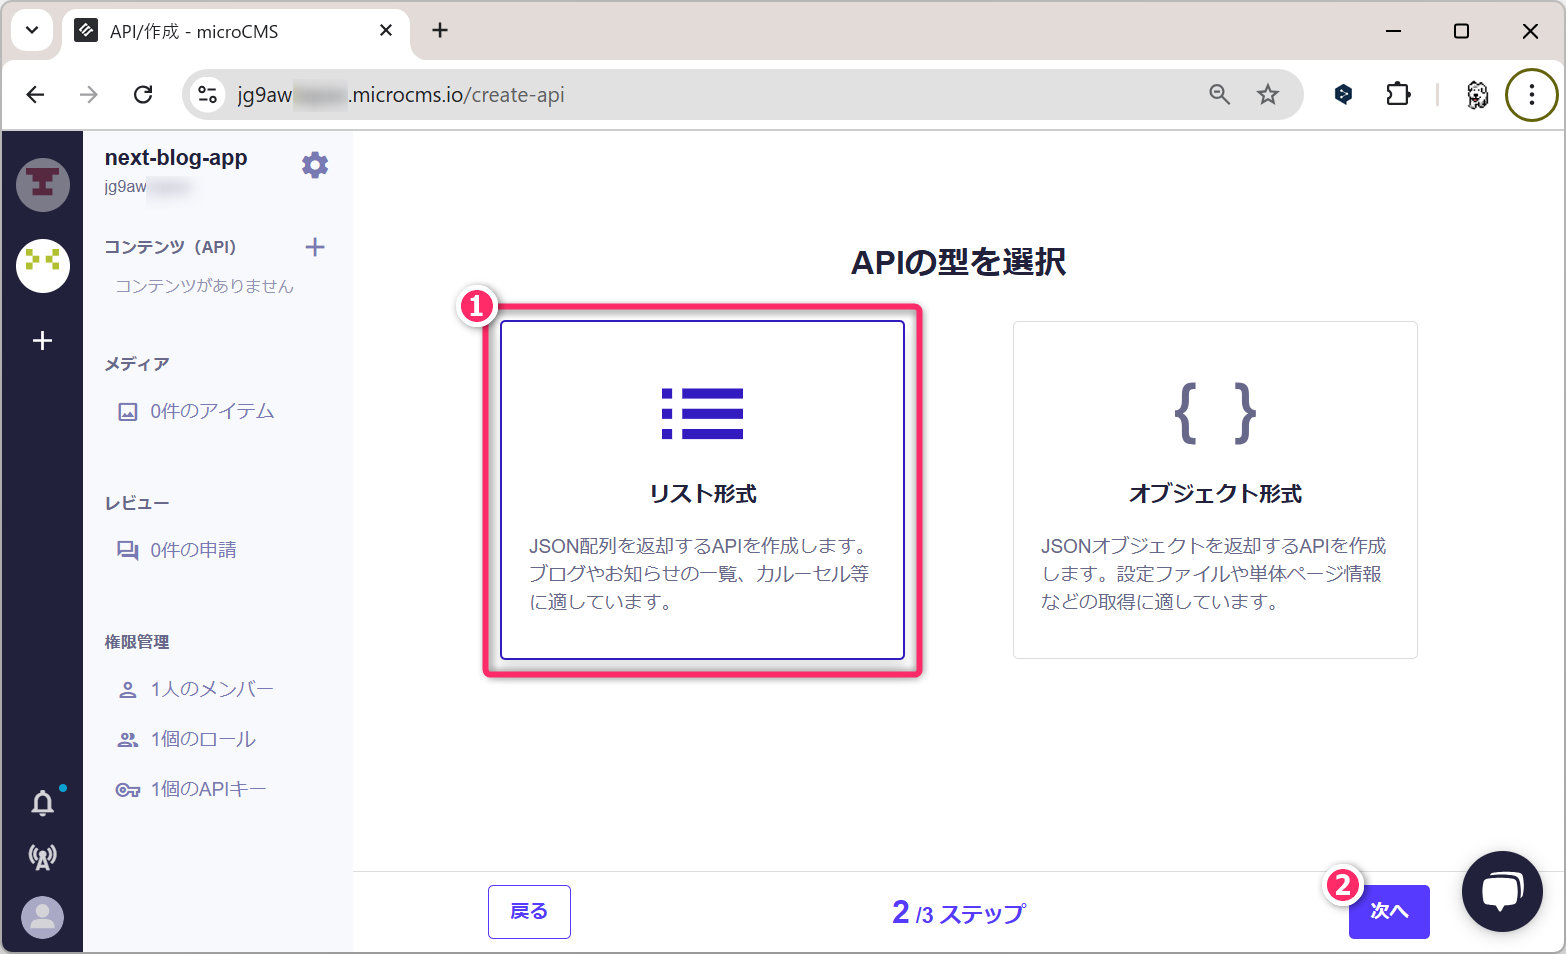 API/作成 - microCMS
jg9aw .microcms.io/create-api
next-blog-app
jg9aw
コンテンツ（API）
コンテンツがありません
メディア
0件のアイテム
レビュー
0件の申請
権限管理
1人のメンバー
1個のロール
1個のAPIキー
APIの型を選択
1
リスト形式
JSON配列を返却するAPIを作成します。
ブログやお知らせの一覧、カルーセル等
に適しています。
オブジェクト形式
JSONオブジェクトを返却するAPIを作成
します。設定ファイルや単体ページ情報
などの取得に適しています。
戻る
2 /3 ステップ
2
次へ